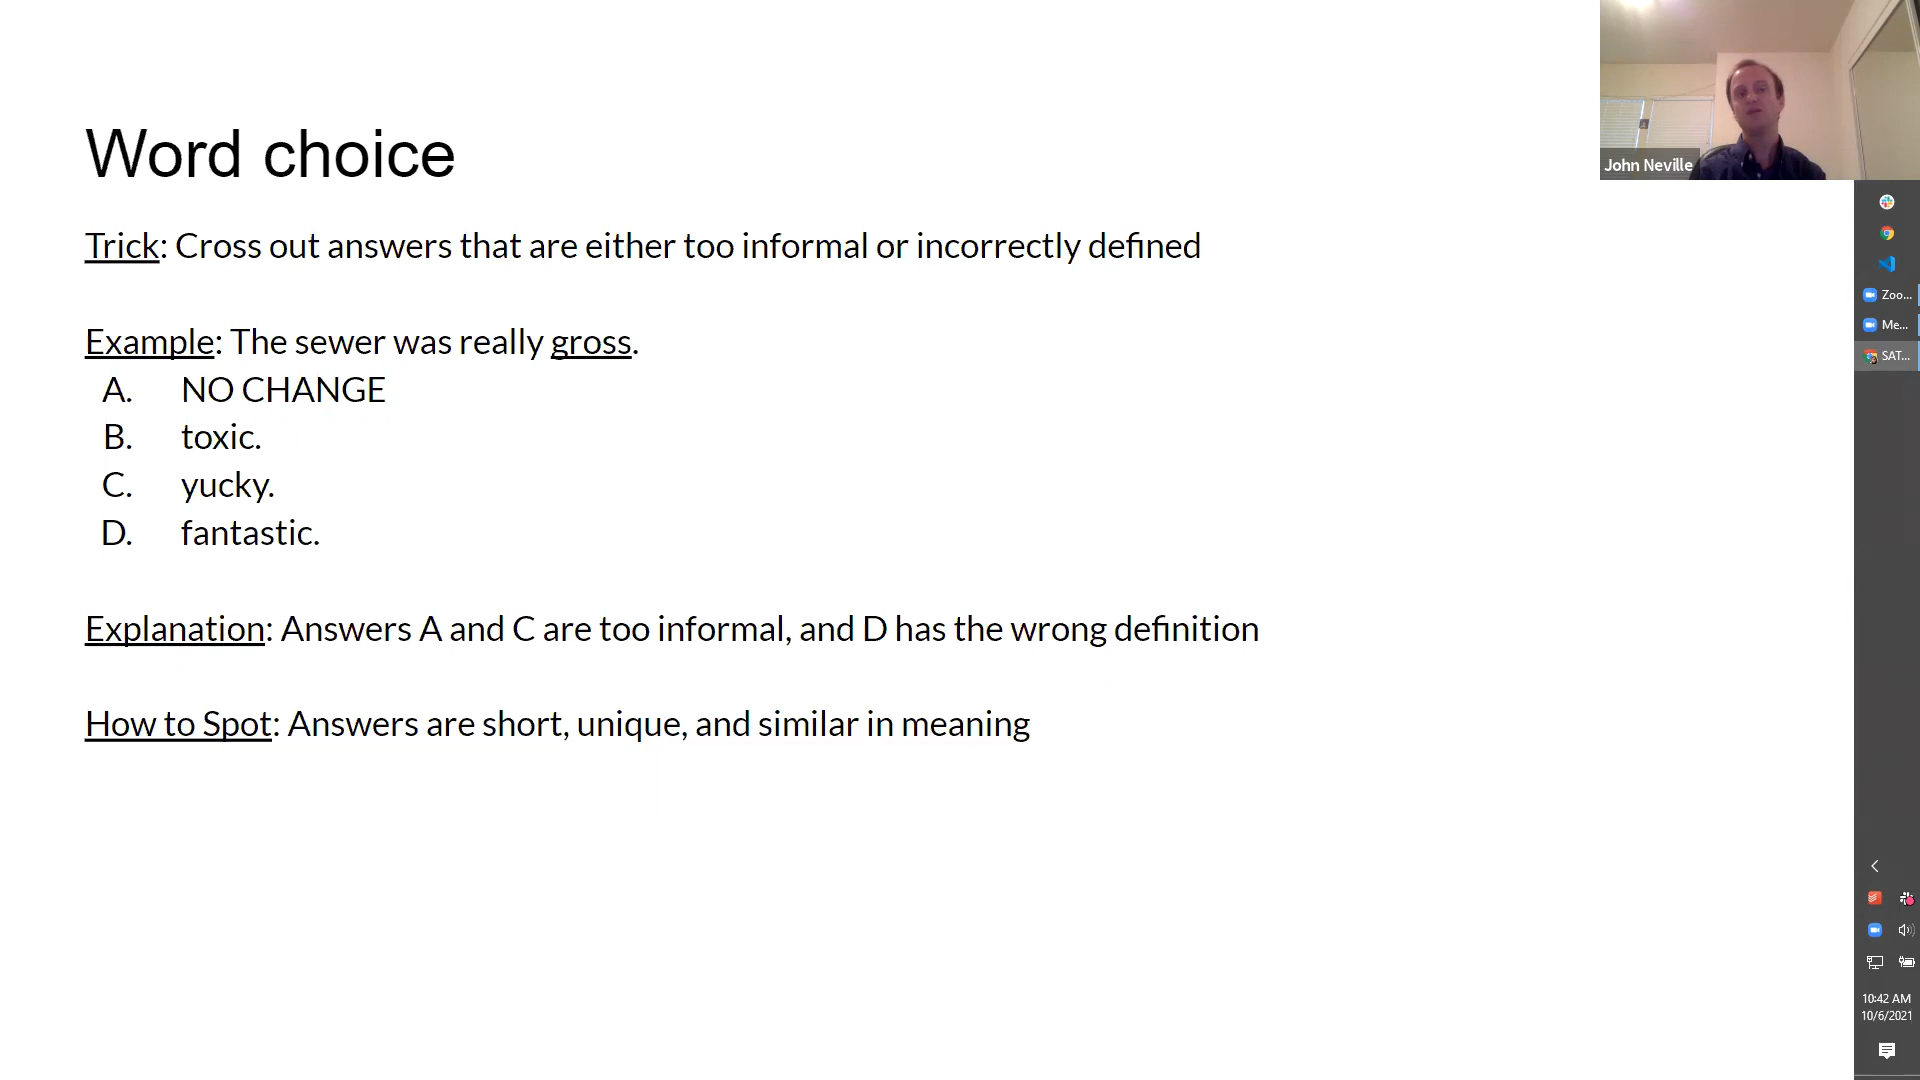 Word choice
Trick: Cross out answers that are either too informal or incorrectly defined
Example: The sewer was really gross.
A. NO CHANGE
B. toxic.
C. yucky.
D. fantastic.
Explanation: Answers A and C are too informal, and D has the wrong definition
How to Spot: Answers are short, unique, and similar in meaning
John Neville
Zoo...
Me...
SAT...
10:42 AM
10/6/2021